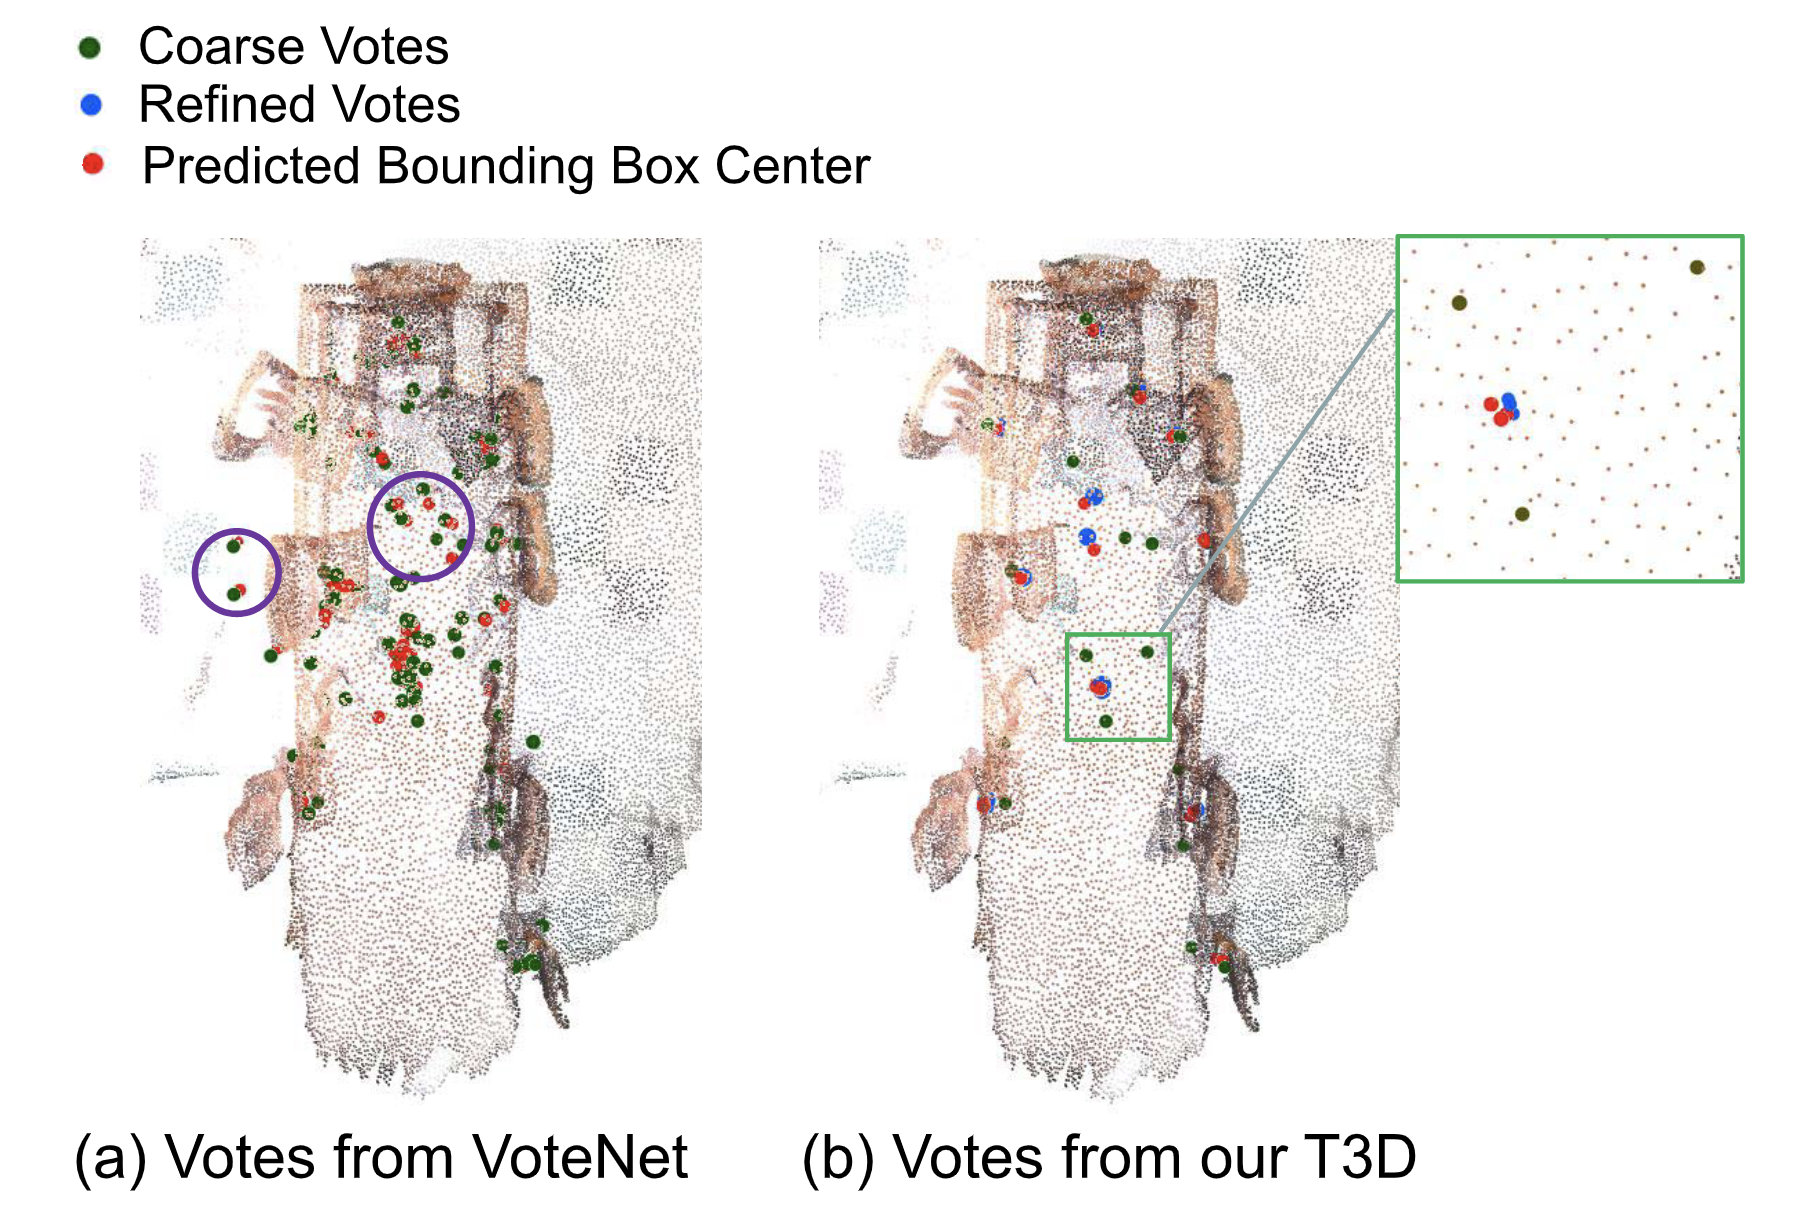 Coarse Votes
Refined Votes
Predicted Bounding Box Center
(a) Votes from VoteNet
(b) Votes from our T3D